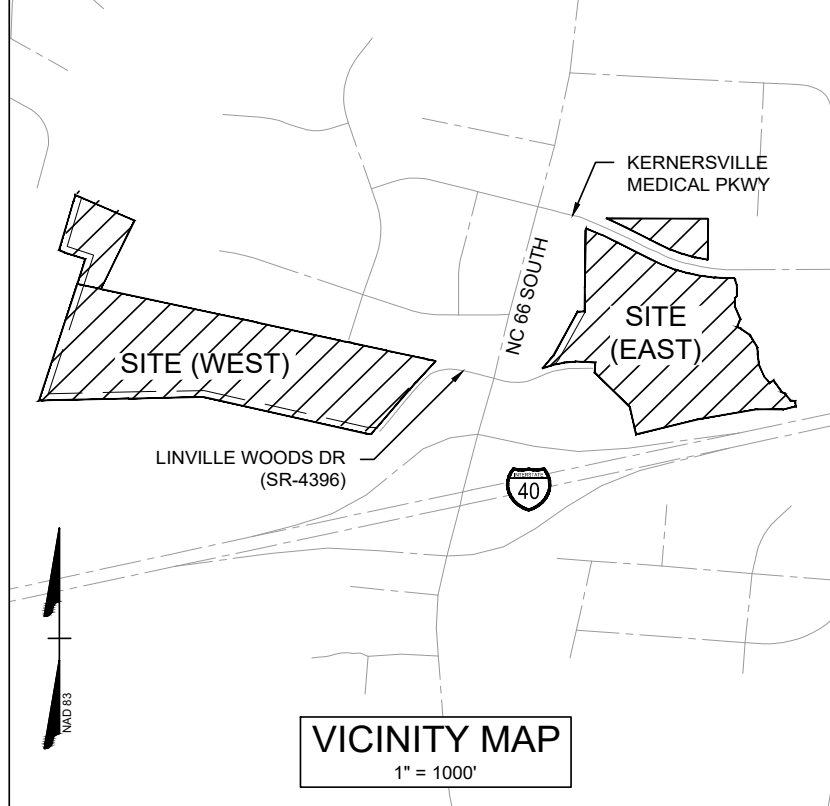 KERNERSVILLE
MEDICAL PKWY
NC 66 SOUTH
SITE
(EAST)
SITE (WEST)
LINVILLE WOODS DR
(SR-4396)
INTERSTATE
40
NAD 83
VICINITY MAP
1" = 1000'